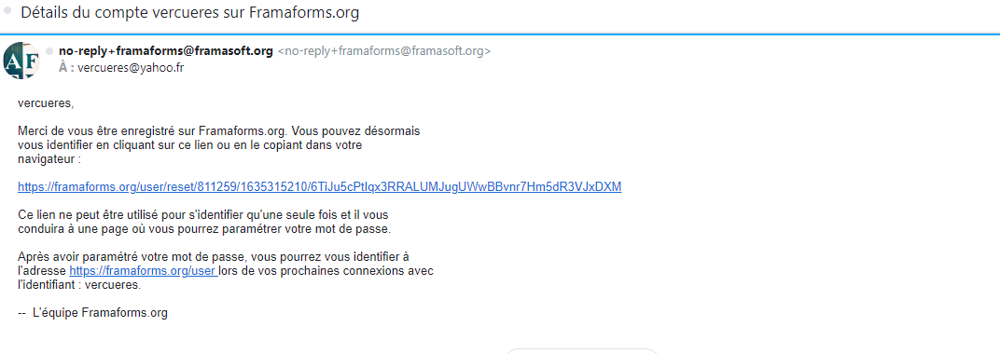 Détails du compte vercueres sur Framaforms.org
no-reply+framaforms@framasoft.org <no-reply+framaforms@framasoft.org>
AF À : vercueres@yahoo.fr
vercueres,
Merci de vous être enregistré sur Framaforms.org. Vous pouvez désormais
vous identifier en cliquant sur ce lien ou en le copiant dans votre
navigateur :
https://framaforms.org/user/reset/811259/1635315210/6TiJu5cPtIqx3RRALUMJugUWwBBvnr7Hm5dR3VJxDXM
Ce lien ne peut être utilisé pour s'identifier qu'une seule fois et il vous
conduira à une page où vous pourrez paramétrer votre mot de passe.
Après avoir paramétré votre mot de passe, vous pourrez vous identifier à
l'adresse https://framaforms.org/user lors de vos prochaines connexions avec
l'identifiant : vercueres.
-- L'équipe Framaforms.org